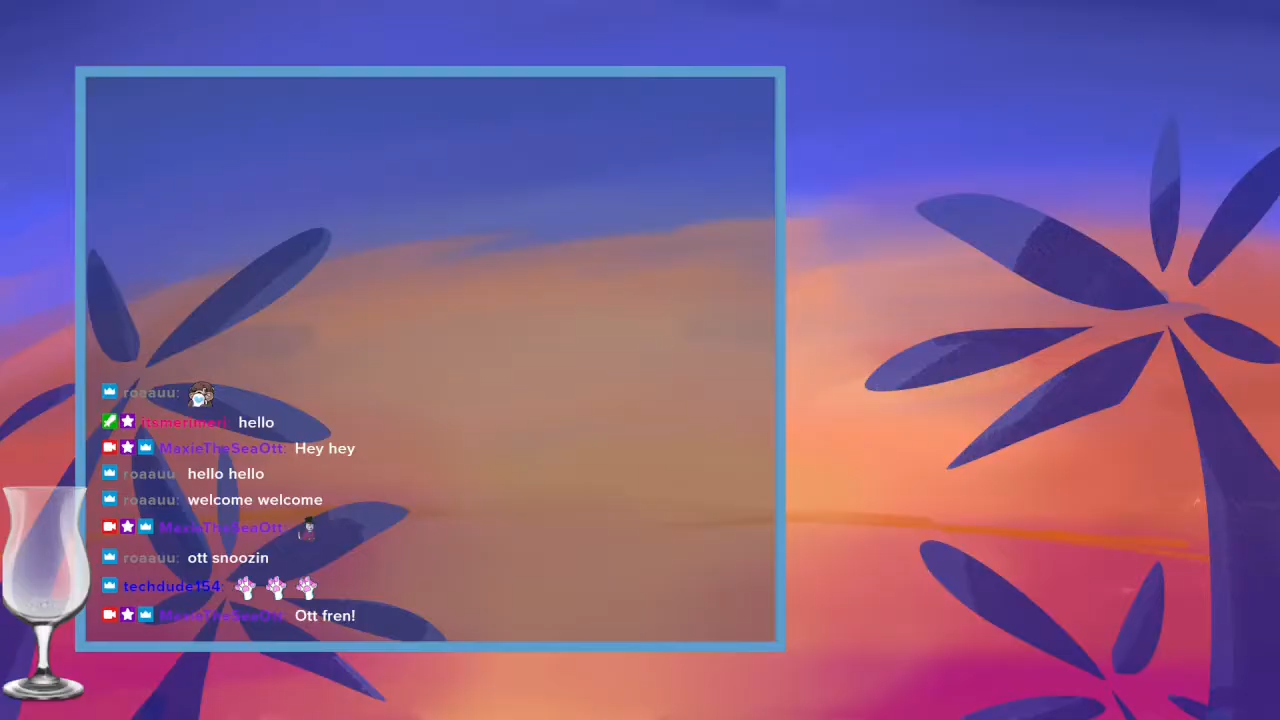 roaauu:
itsmerimeri hello
MaxieTheSeaOtt: Hey hey
roaauu: hello hello
roaauu: welcome welcome
MaxieTheSeaOtt:
roaauu: ott snoozin
techdude154:
MaxieTheSeaOtt: Ott fren!